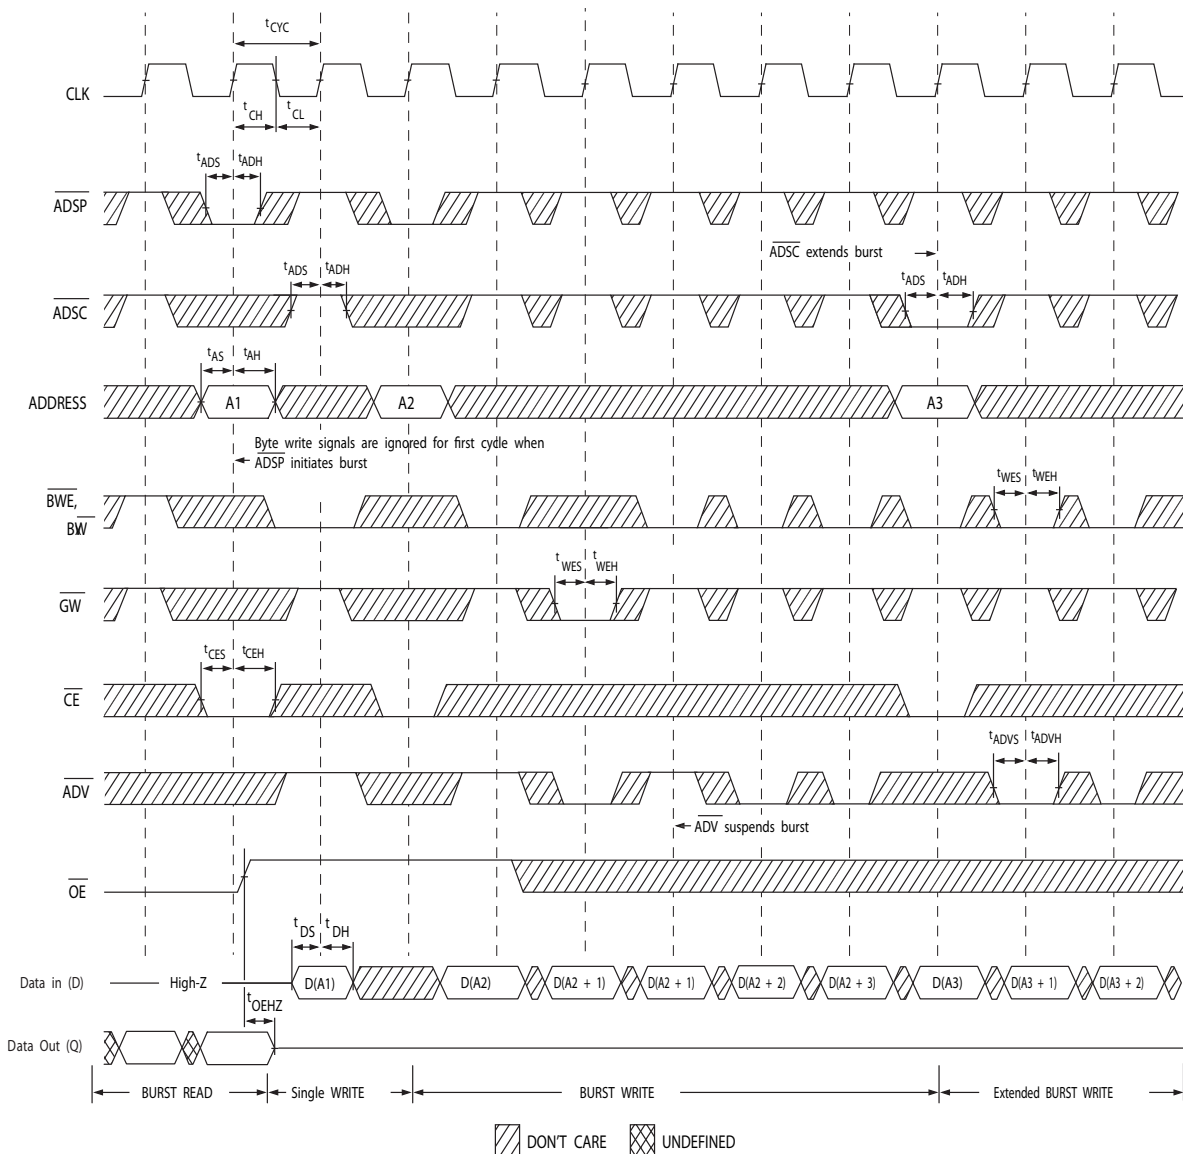 tCYC
CLK
tCH
tCL
tADS
tADH
ADSP
ADSC extends burst
tADS
tADH
tADS
tADH
ADSC
tAS
tAH
ADDRESS
A1
A2
A3
Byte write signals are ignored for first cycle when
ADSP initiates burst
BWE,
tWES
tWEH
tWES
tWEH
GW
tCES
tCEH
CE
tADVS
tADVH
ADV
ADV suspends burst
OE
tDS
tDH
Data in (D)
High-Z
D(A1)
D(A2)
D(A2 + 1)
D(A2 + 1)
D(A2 + 2)
D(A2 + 3)
D(A3)
D(A3 + 1)
D(A3 + 2)
tOEHZ
Data Out (Q)
BURST READ
Single WRITE
BURST WRITE
Extended BURST WRITE
DON'T CARE
UNDEFINED